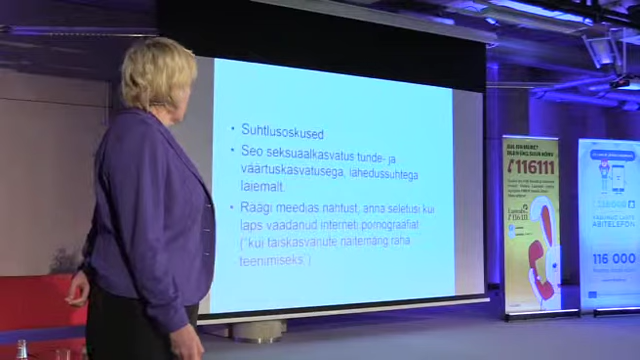 • Suhtlusoskused
• Seo seksuaalkasvatus tunde- ja
väärtuskasvatusega, lähedussuhtega
laiemalt.
• Räägi meedias nähtust, anna seletusi kui
laps vaadanud interneti pornograafiat
("kui täiskasvanute näitemäng raha
teenimiseks")
116111
116 000